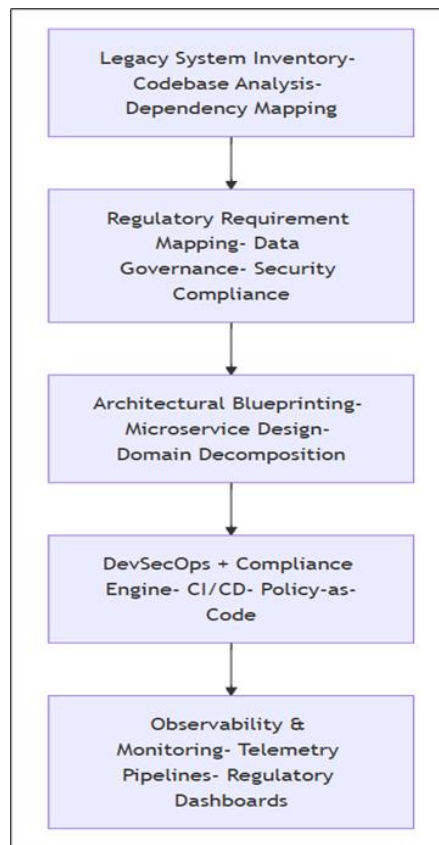 Legacy System Inventory-
Codebase Analysis-
Dependency Mapping
Regulatory Requirement
Mapping- Data
Governance- Security
Compliance
Architectural Blueprinting-
Microservice Design-
Domain Decomposition
DevSecOps + Compliance
Engine- CI/CD- Policy-as-
Code
Observability &
Monitoring- Telemetry
Pipelines- Regulatory
Dashboards